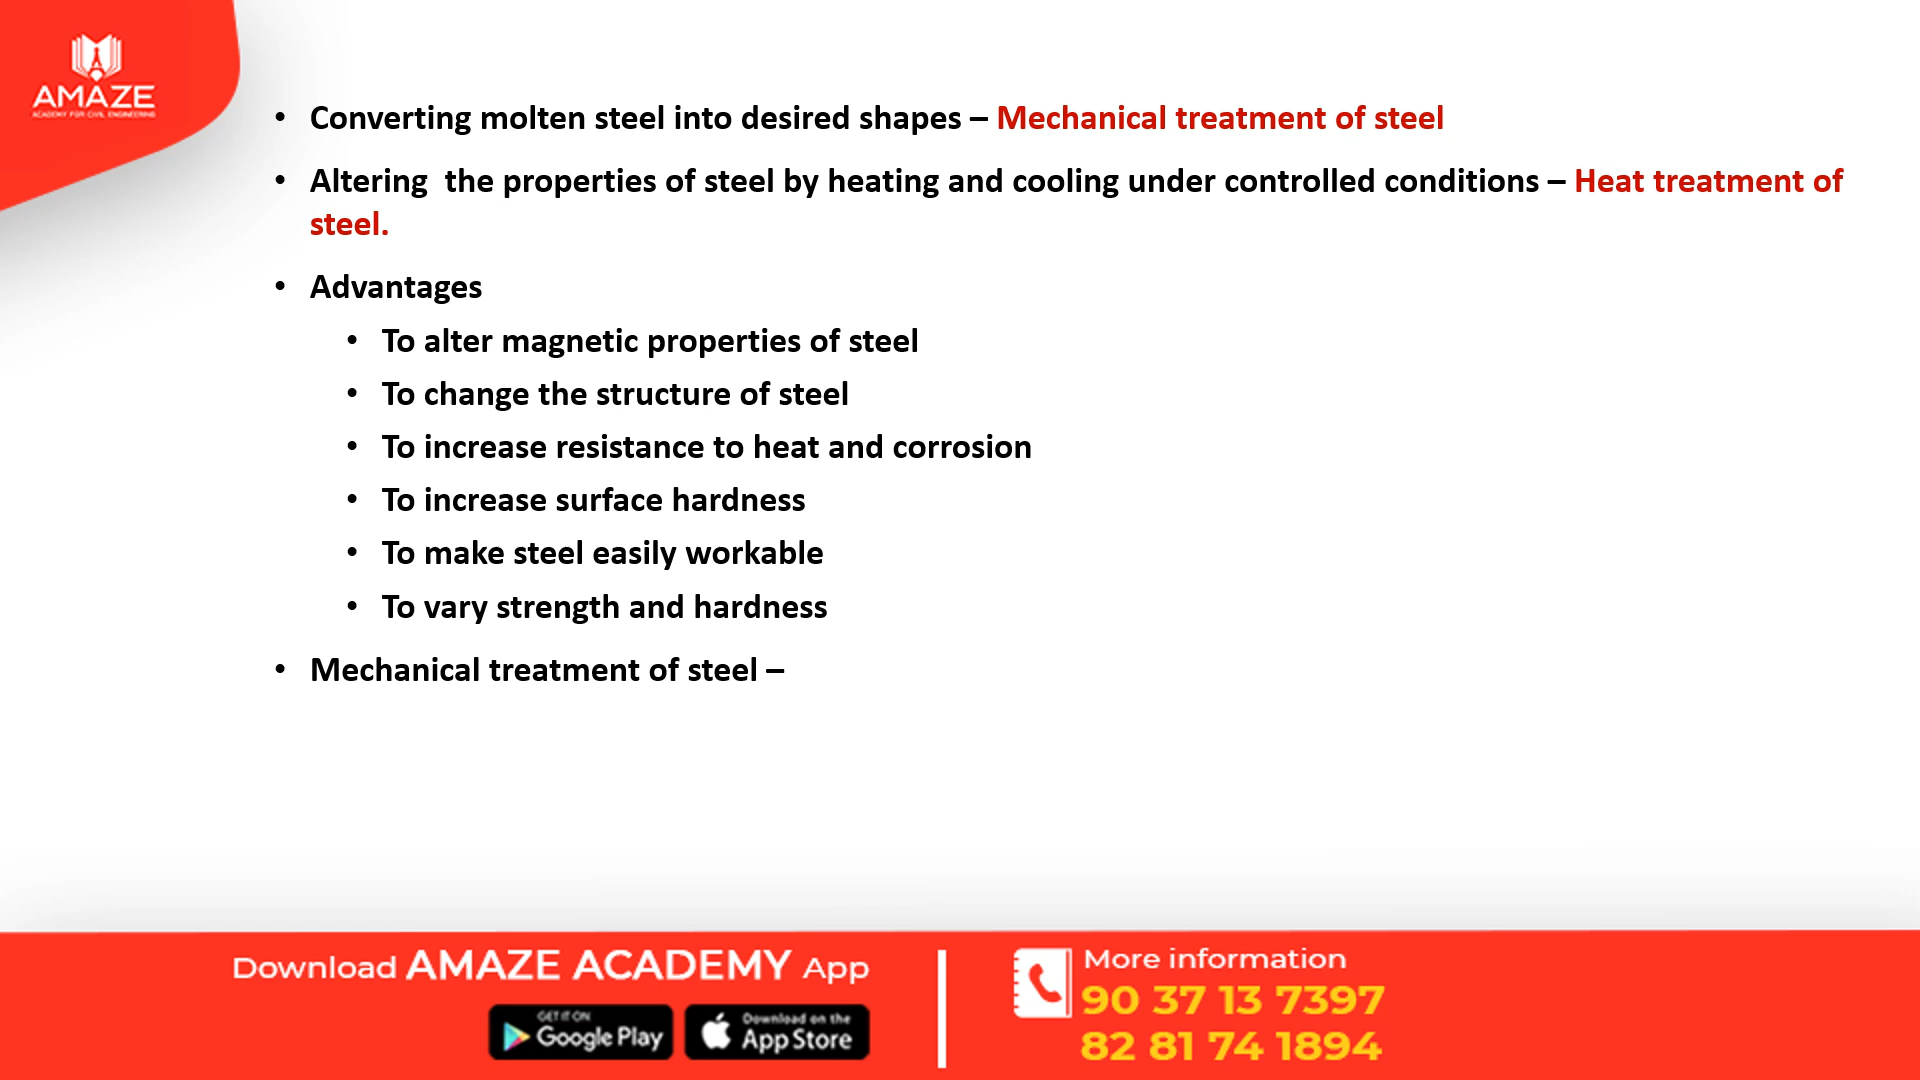 AMAZE
ACADEMY FOR CIVIL ENGINEERING
• Converting molten steel into desired shapes – Mechanical treatment of steel
• Altering the properties of steel by heating and cooling under controlled conditions – Heat treatment of
steel.
• Advantages
• To alter magnetic properties of steel
• To change the structure of steel
• To increase resistance to heat and corrosion
• To increase surface hardness
• To make steel easily workable
• To vary strength and hardness
• Mechanical treatment of steel –
Download AMAZE ACADEMY App
GET IT ON
Google Play
Download on the
App Store
More information
90 37 13 7397
82 81 74 1894